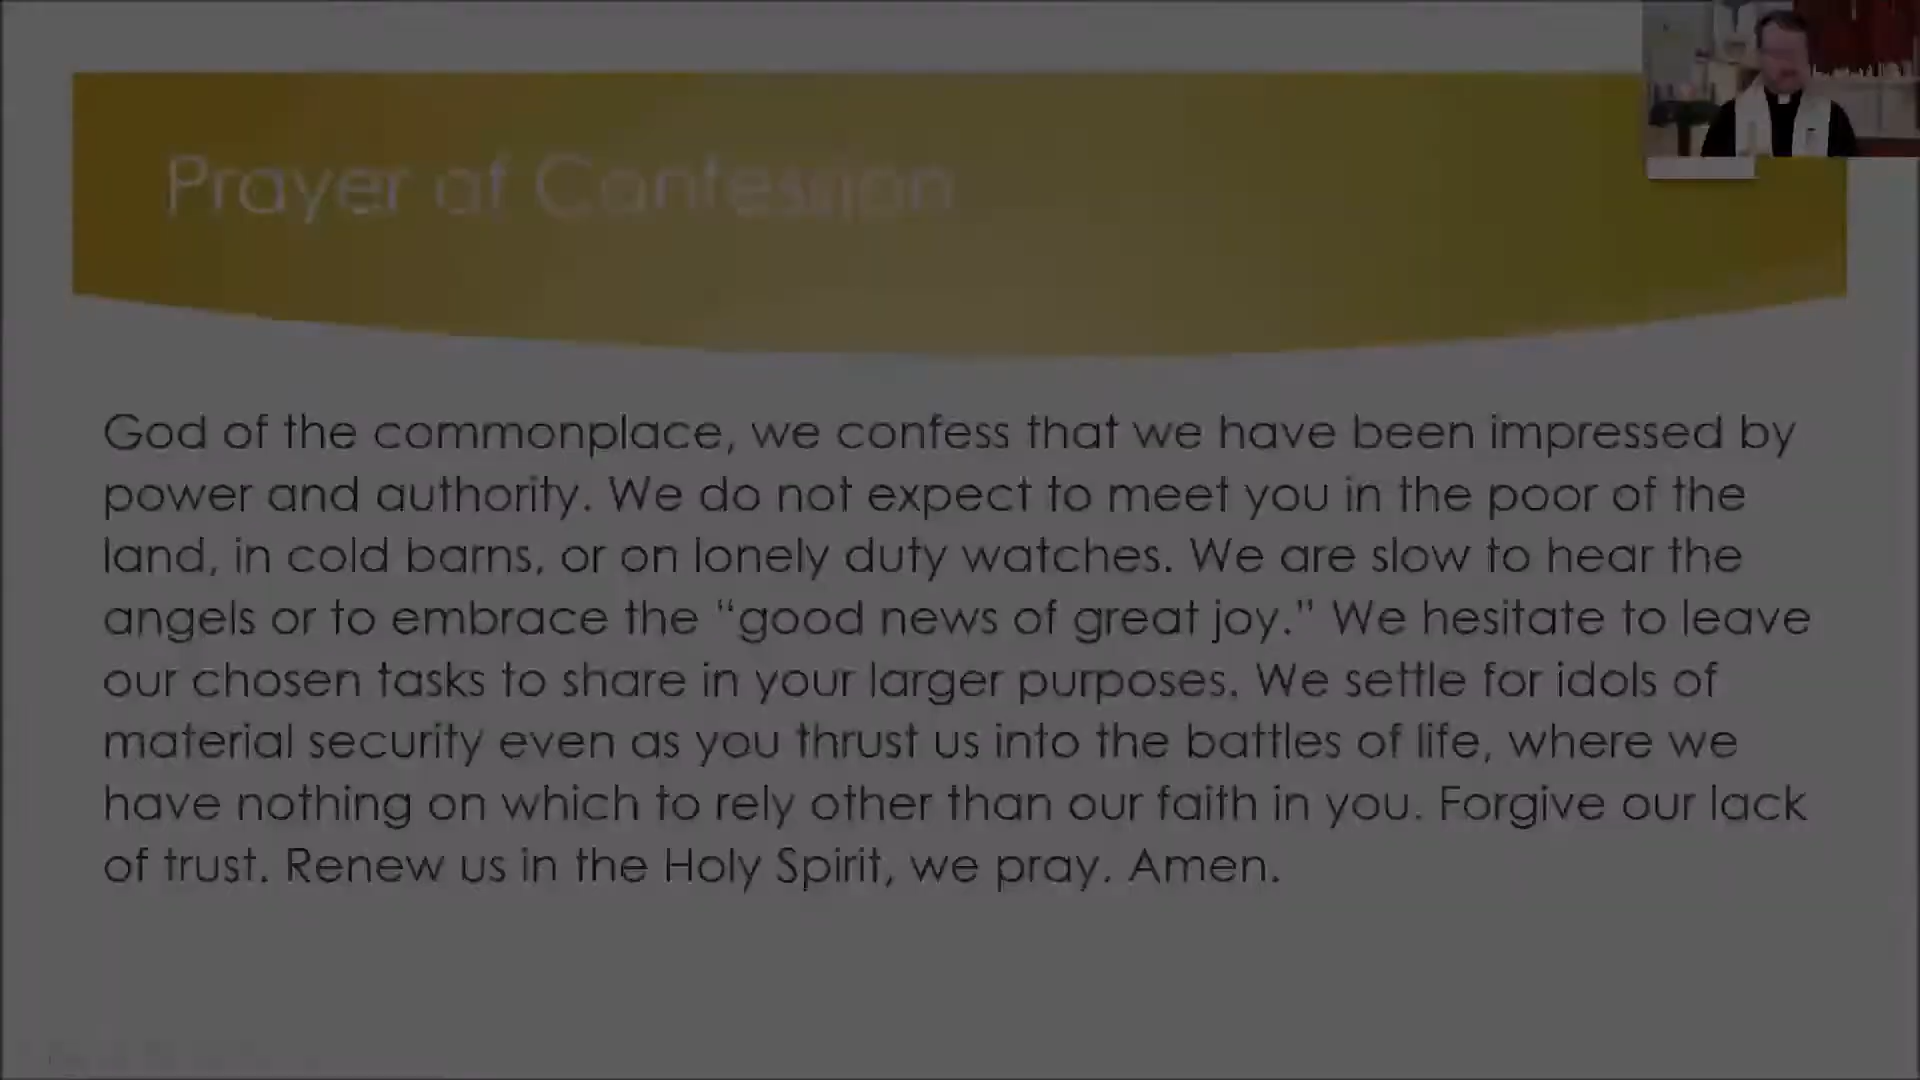 Prayer of Confession
God of the commonplace, we confess that we have been impressed by
power and authority. We do not expect to meet you in the poor of the
land, in cold barns, or on lonely duty watches. We are slow to hear the
angels or to embrace the “good news of great joy.” We hesitate to leave
our chosen tasks to share in your larger purposes. We settle for idols of
material security even as you thrust us into the battles of life, where we
have nothing on which to rely other than our faith in you. Forgive our lack
of trust. Renew us in the Holy Spirit, we pray. Amen.